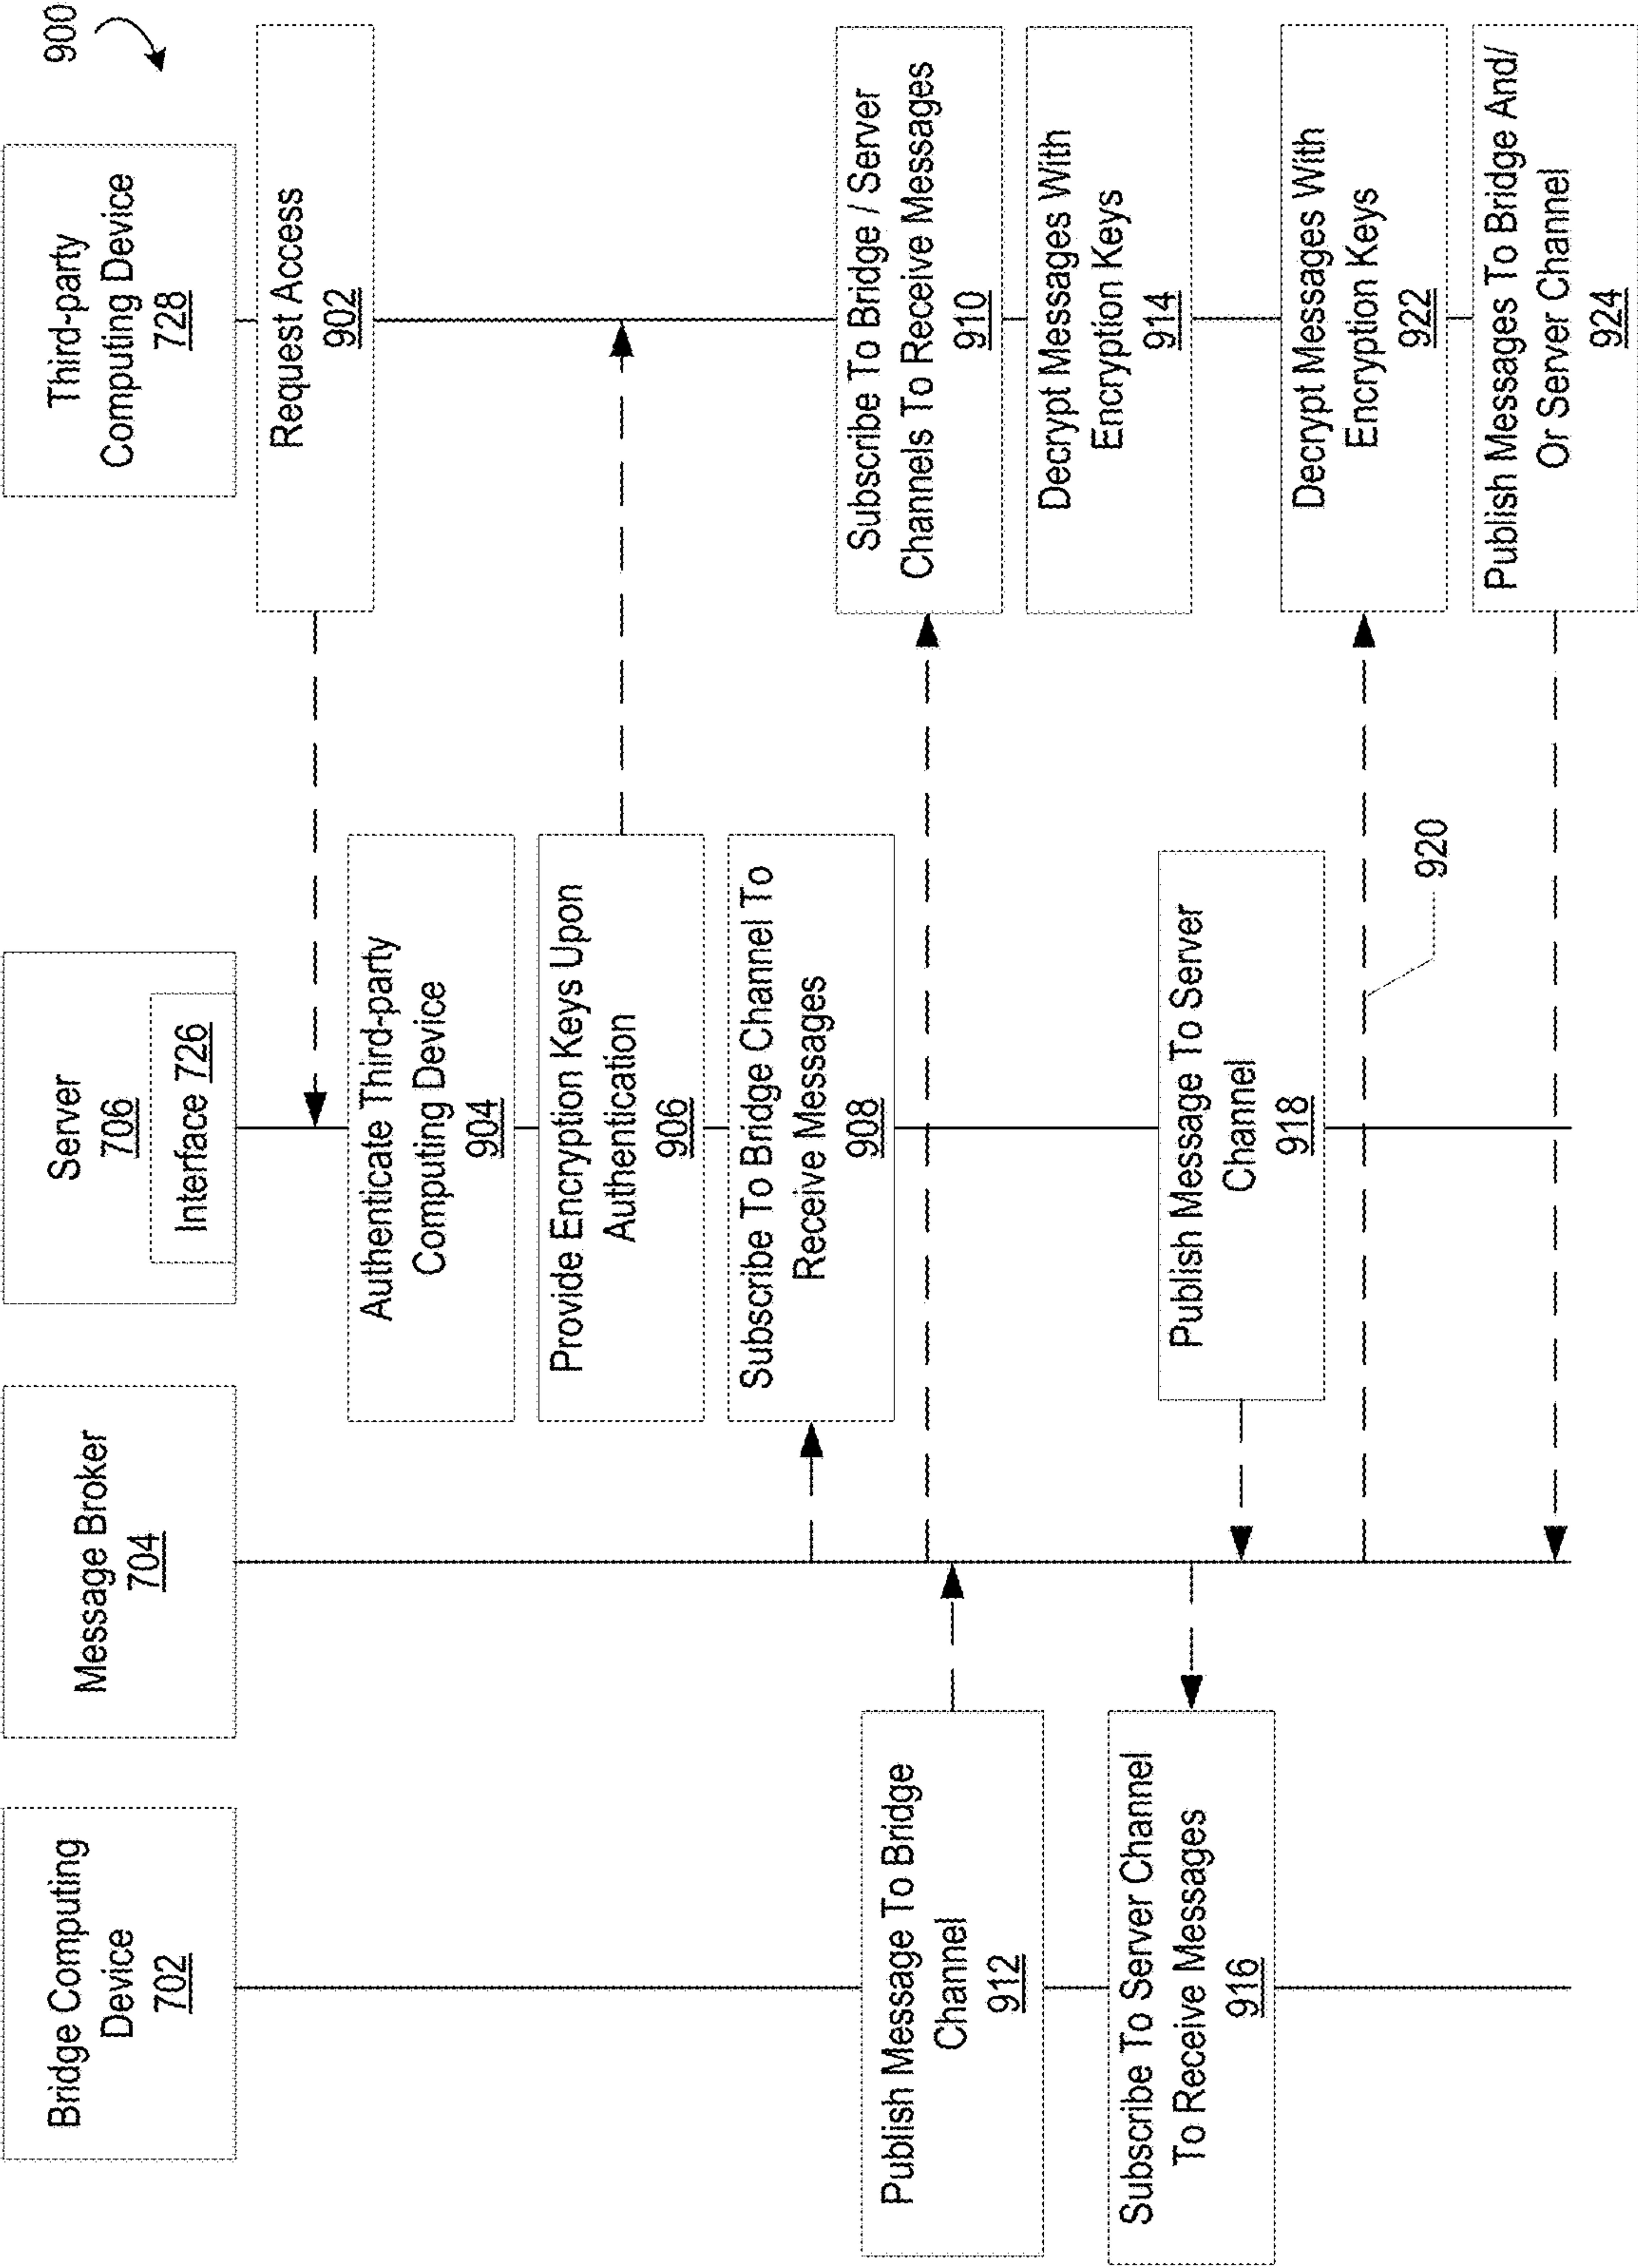 900
Bridge Computing
Device
702
Message Broker
704
Server
706
Interface 726
Third-party
Computing Device
728
Request Access
902
Authenticate Third-party
Computing Device
904
Provide Encryption Keys Upon
Authentication
906
Subscribe To Bridge Channel To
Receive Messages
908
Subscribe To Bridge / Server
Channels To Receive Messages
910
Publish Message To Bridge
Channel
912
Decrypt Messages With
Encryption Keys
914
Subscribe To Server Channel
To Receive Messages
916
Publish Message To Server
Channel
918
920
Decrypt Messages With
Encryption Keys
922
Publish Messages To Bridge And/
Or Server Channel
924